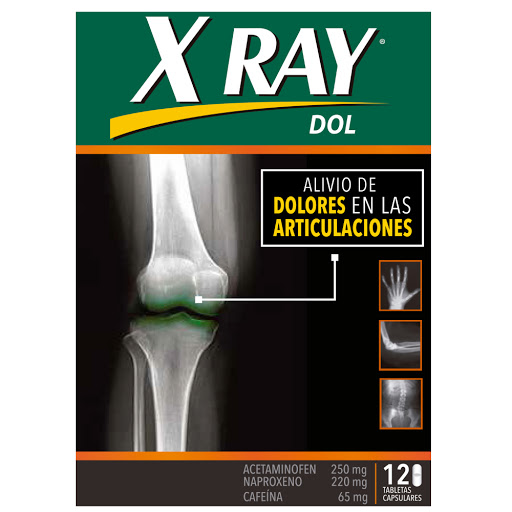 X RAY®
DOL
ALIVIO DE
DOLORES EN LAS
ARTICULACIONES
ACETAMINOFEN 250 mg
NAPROXENO 220 mg
CAFEÍNA 65 mg
12
TABLETAS
CAPSULARES